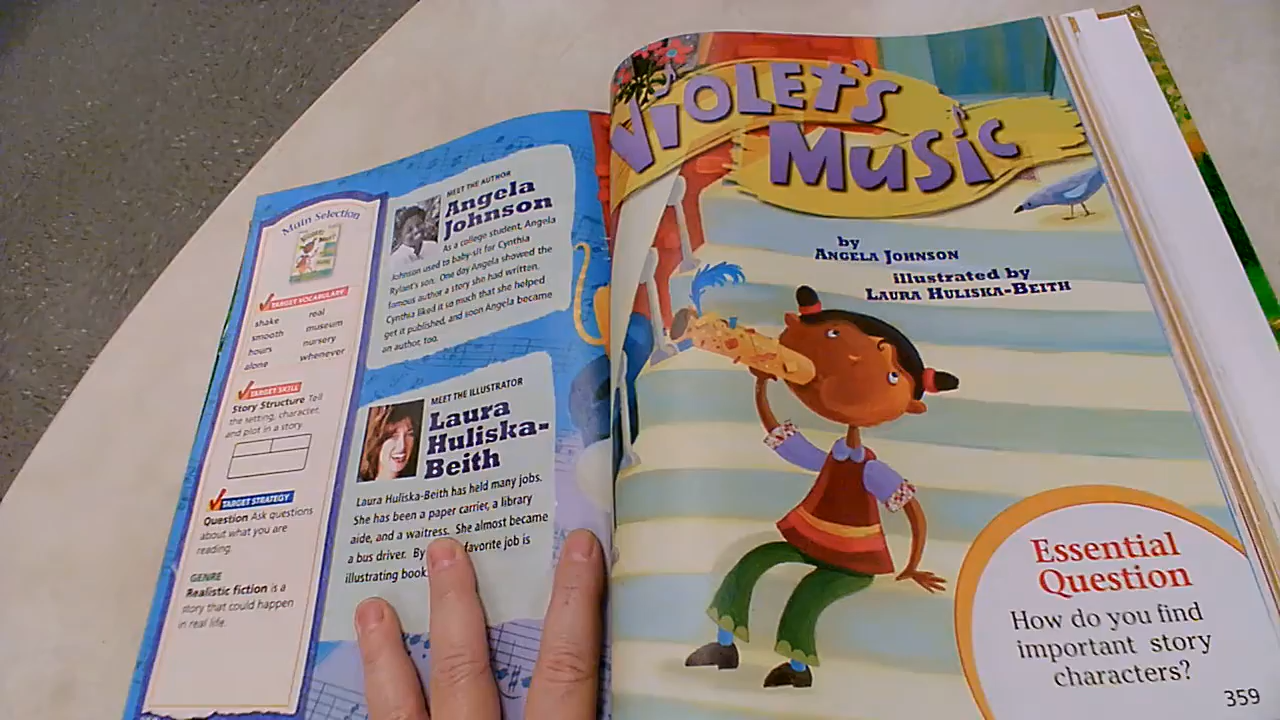 Main Selection
TARGET VOCABULARY
shake real
smooth museum
hours nursery
alone whenever
TARGET SKILL
Story Structure Tell
the setting, character,
and plot in a story.
TARGET STRATEGY
Question Ask questions
about what you are
reading.
GENRE
Realistic fiction is a
story that could happen
in real life.
MEET THE AUTHOR
Angela
Johnson
As a college student, Angela
Johnson used to baby-sit for Cynthia
Rylant's son. One day Angela showed the
famous author a story she had written.
Cynthia liked it so much that she helped
get it published, and soon Angela became
an author, too.
MEET THE ILLUSTRATOR
Laura
Huliska-
Beith
Laura Huliska-Beith has held many jobs.
She has been a paper carrier, a library
aide, and a waitress. She almost became
a bus driver. By favorite job is
illustrating book
Violet's
Music
by
Angela Johnson
illustrated by
Laura Huliska-Beith
Essential
Question
How do you find
important story
characters?
359